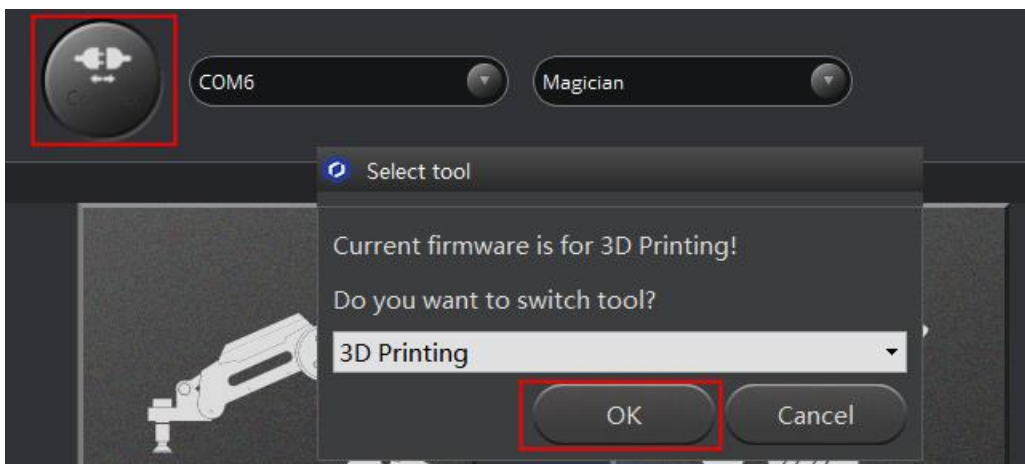 COM6
Magician
Select tool
Current firmware is for 3D Printing!
Do you want to switch tool?
3D Printing
OK
Cancel